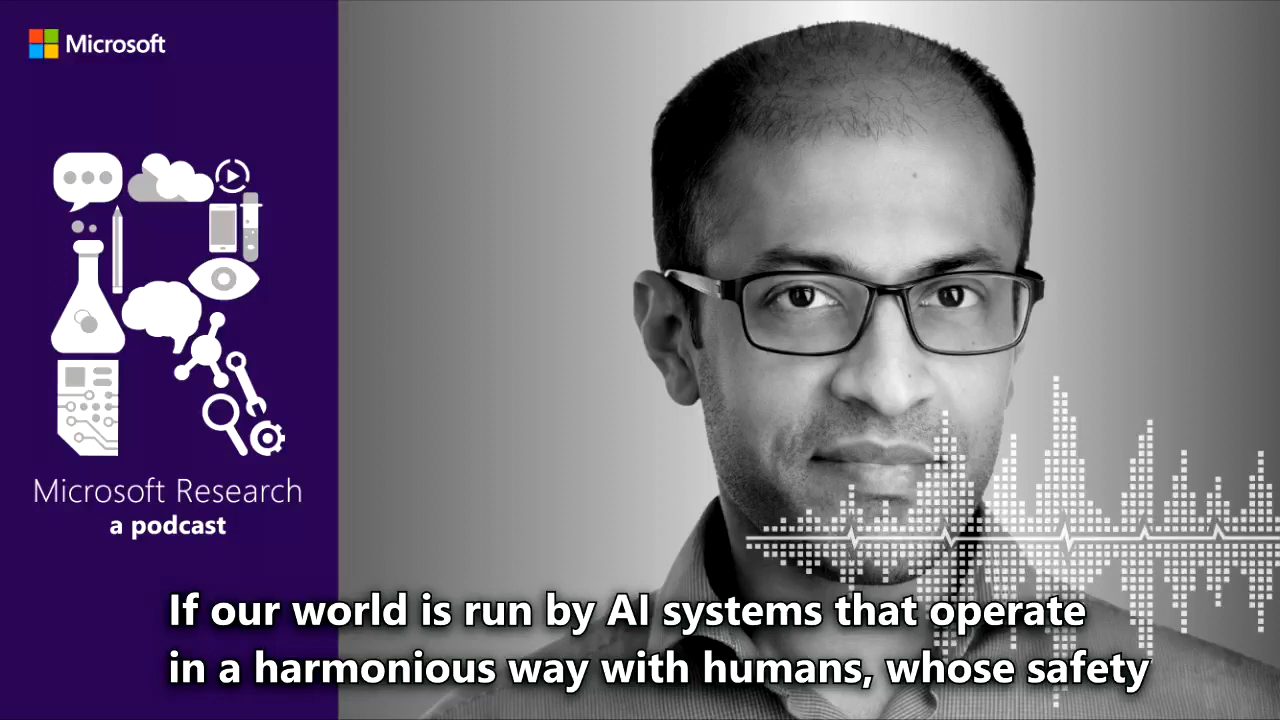 Microsoft
Microsoft Research
a podcast
If our world is run by AI systems that operate
in a harmonious way with humans, whose safety